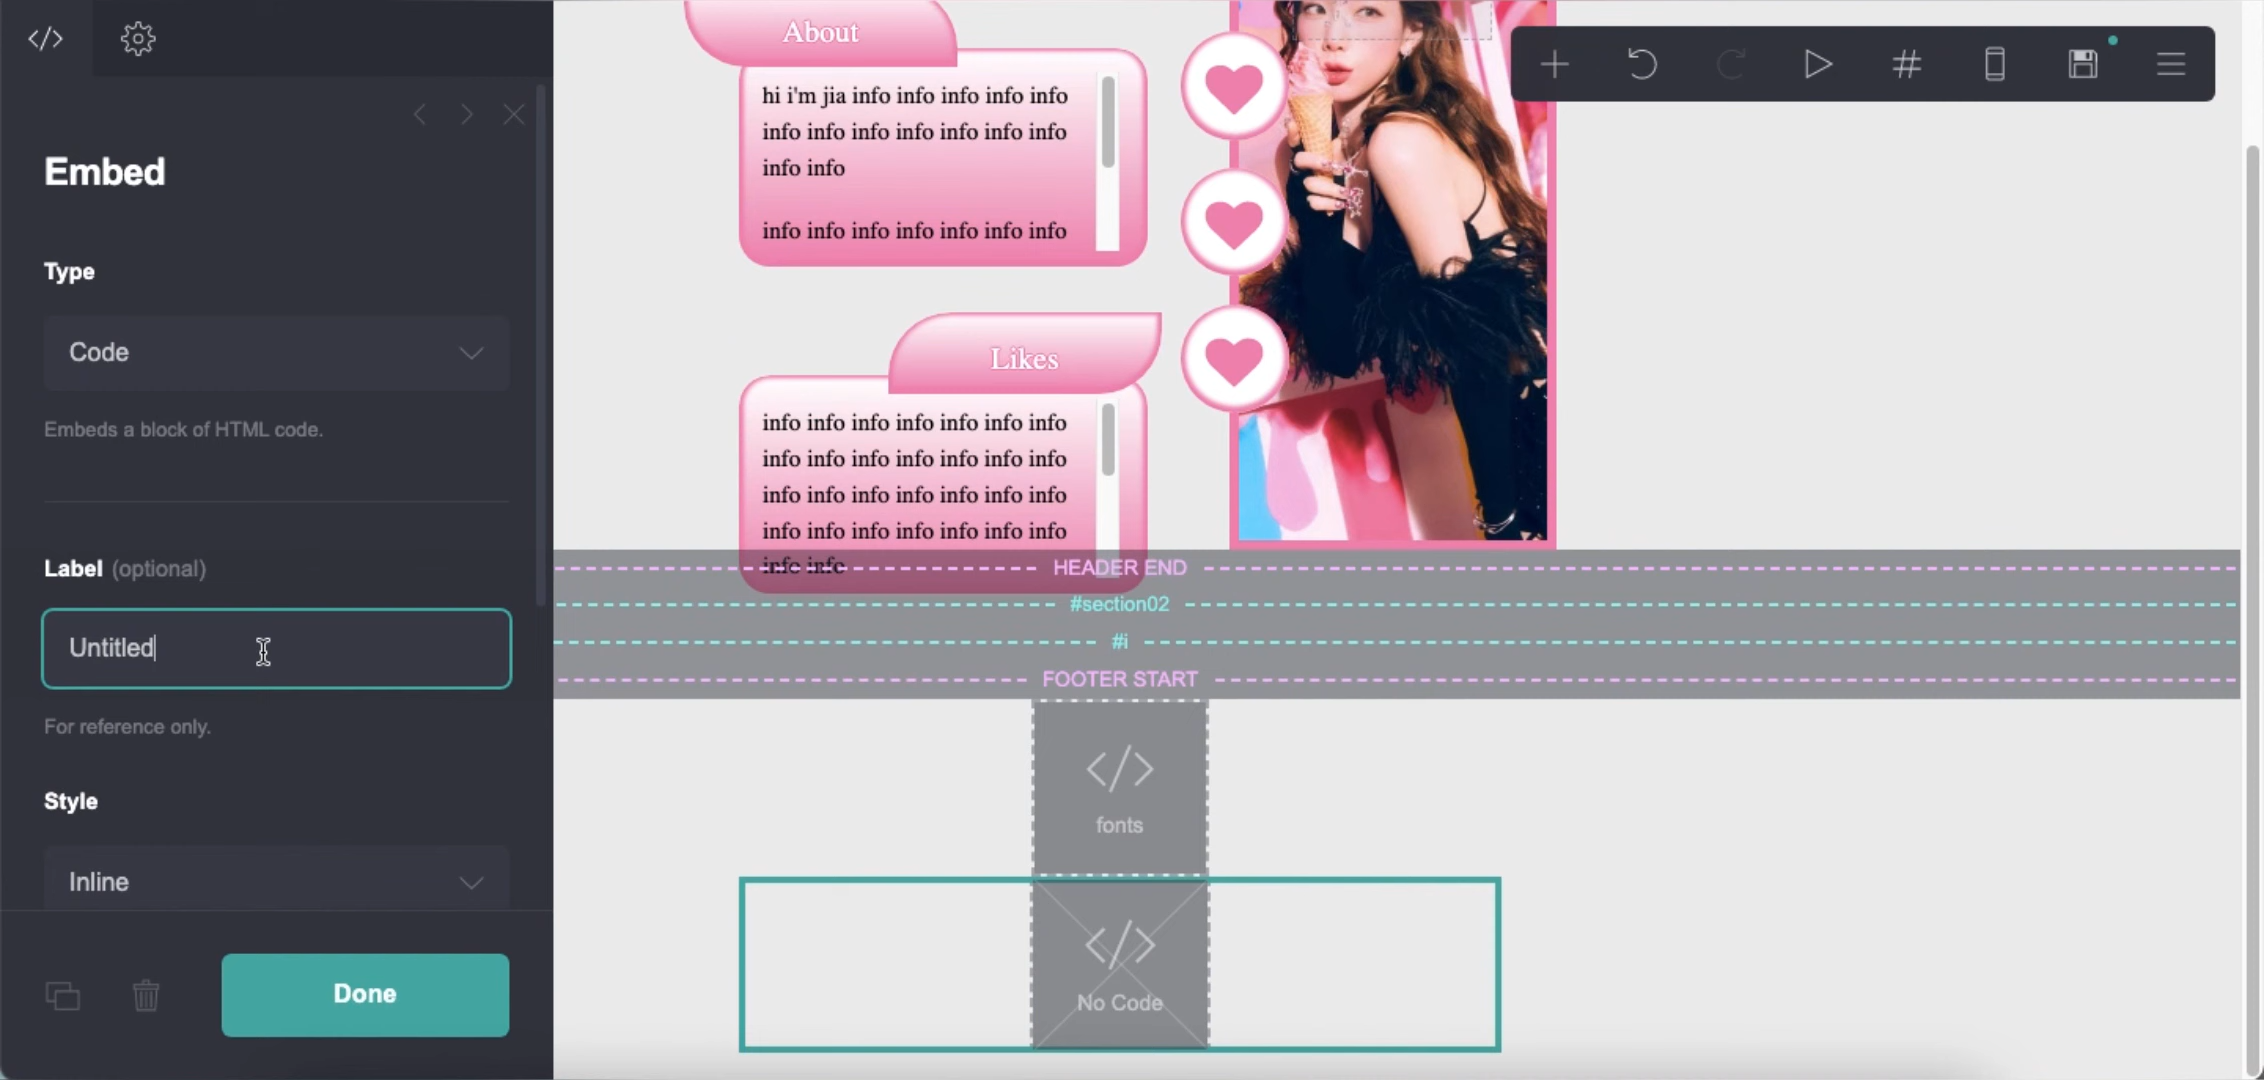 Embed
Type
Code
Embeds a block of HTML code.
Label (optional)
Untitled
For reference only.
Style
Inline
Done
About
hi i'm jia info info info info info
info info info info info info info
info info
info info info info info info info
Likes
info info info info info info info
info info info info info info info
info info info info info info info
info info info info info info info
info info
HEADER END
#section02
#i
FOOTER START
fonts
No Code